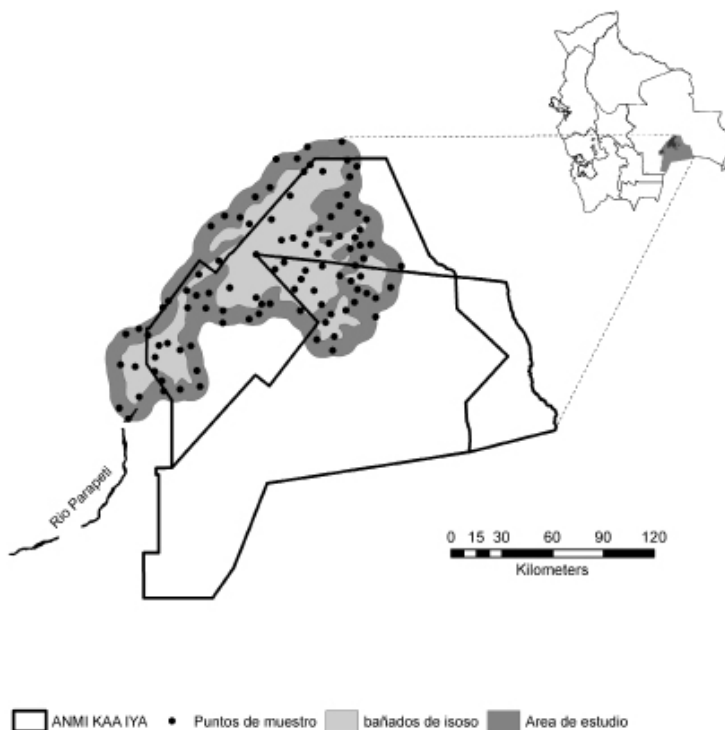 Rio Parapeti
0 15 30 60 90 120
Kilometers
ANMI KAA IYA Puntos de muestro bañados de isoso Area de estudio